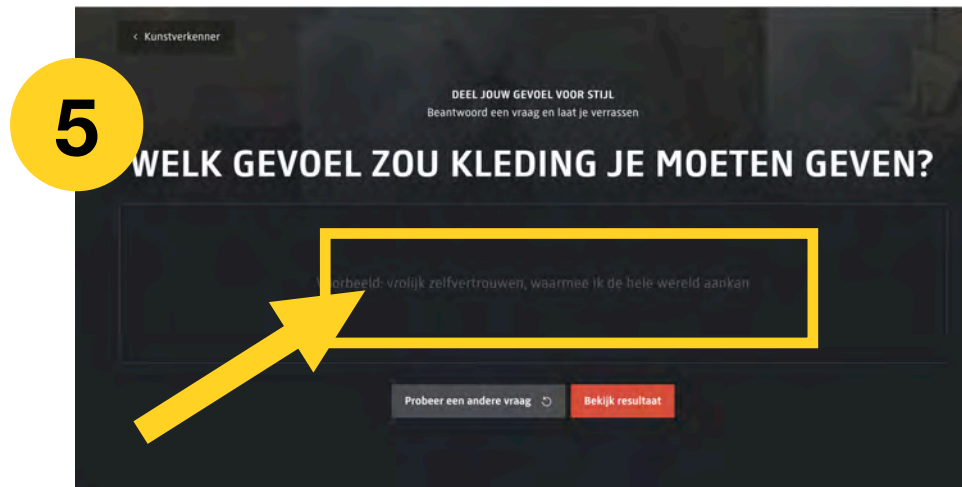 < Kunstverkenner
5
DEEL JOUW GEVOEL VOOR STIJL
Beantwoord een vraag en laat je verrassen
WELK GEVOEL ZOU KLEDING JE MOETEN GEVEN?
Voorbeeld: vrolijk zelfvertrouwen, waarmee ik de hele wereld aankan
Probeer een andere vraag
Bekijk resultaat